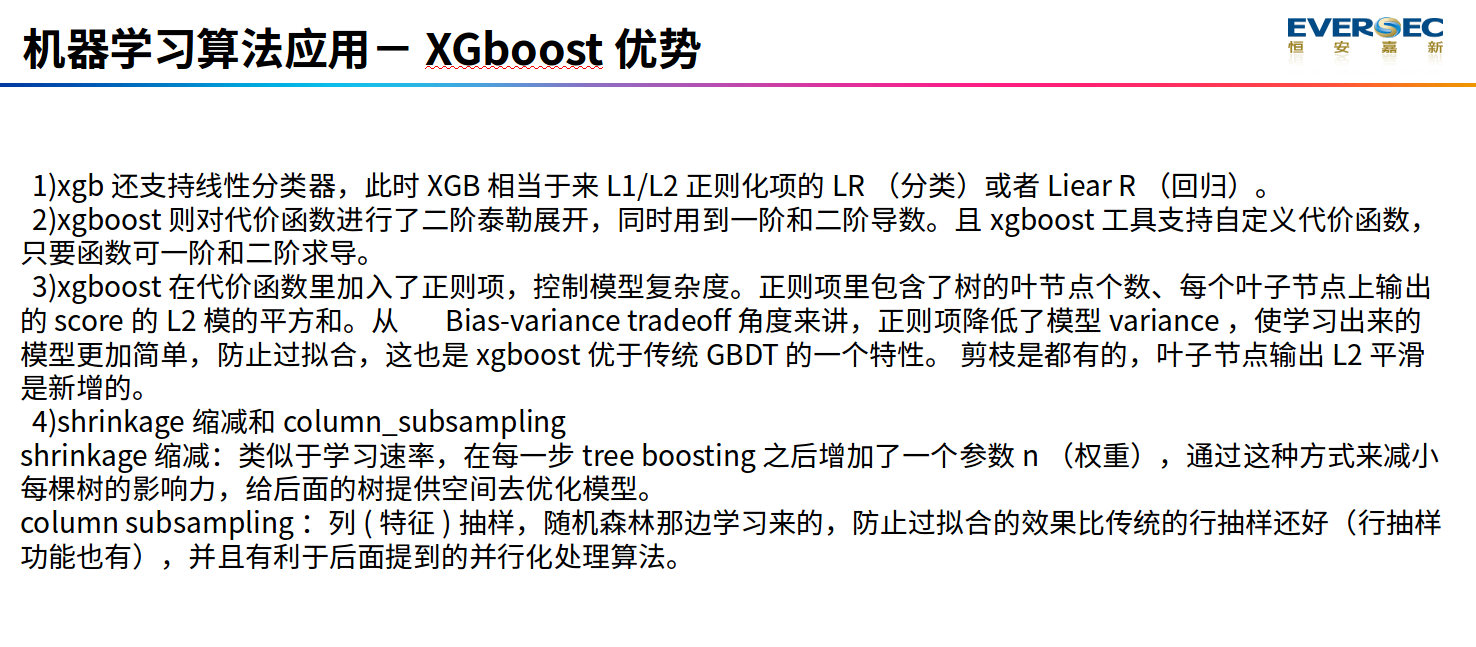 机器学习算法应用－ XGboost 优势
EVERSEC
恒 安 嘉 新
1)xgb 还支持线性分类器，此时 XGB 相当于来 L1/L2 正则化项的 LR （分类）或者 Liear R （回归）。
2)xgboost 则对代价函数进行了二阶泰勒展开，同时用到一阶和二阶导数。且 xgboost 工具支持自定义代价函数，
只要函数可一阶和二阶求导。
3)xgboost 在代价函数里加入了正则项，控制模型复杂度。正则项里包含了树的叶节点个数、每个叶子节点上输出
的 score 的 L2 模的平方和。从 Bias-variance tradeoff 角度来讲，正则项降低了模型 variance ，使学习出来的
模型更加简单，防止过拟合，这也是 xgboost 优于传统 GBDT 的一个特性。 剪枝是都有的，叶子节点输出 L2 平滑
是新增的。
4)shrinkage 缩减和 column_subsampling
shrinkage 缩减：类似于学习速率，在每一步 tree boosting 之后增加了一个参数 n （权重），通过这种方式来减小
每棵树的影响力，给后面的树提供空间去优化模型。
column subsampling ：列 ( 特征 ) 抽样，随机森林那边学习来的，防止过拟合的效果比传统的行抽样还好（行抽样
功能也有），并且有利于后面提到的并行化处理算法。